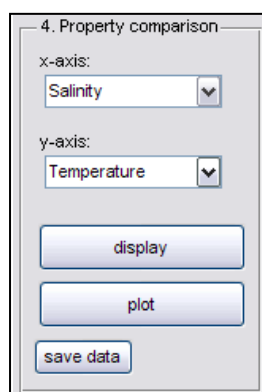 4. Property comparison
x-axis:
Salinity
y-axis:
Temperature
display
plot
save data